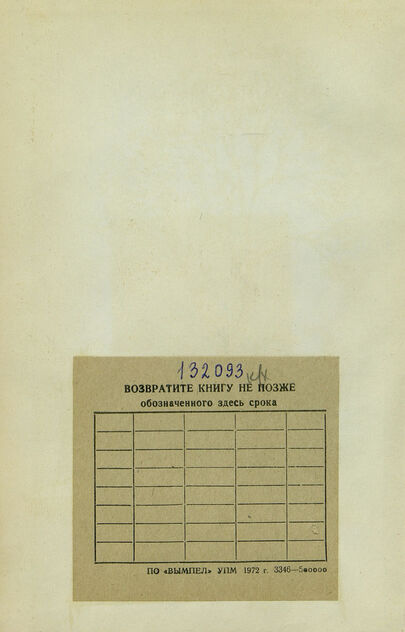 132093 к/х
ВОЗВРАТИТЕ КНИГУ НЕ ПОЗЖЕ
обозначенного здесь срока
ПО «ВЫМПЕЛ» УПМ 1972 г. 3346—500000